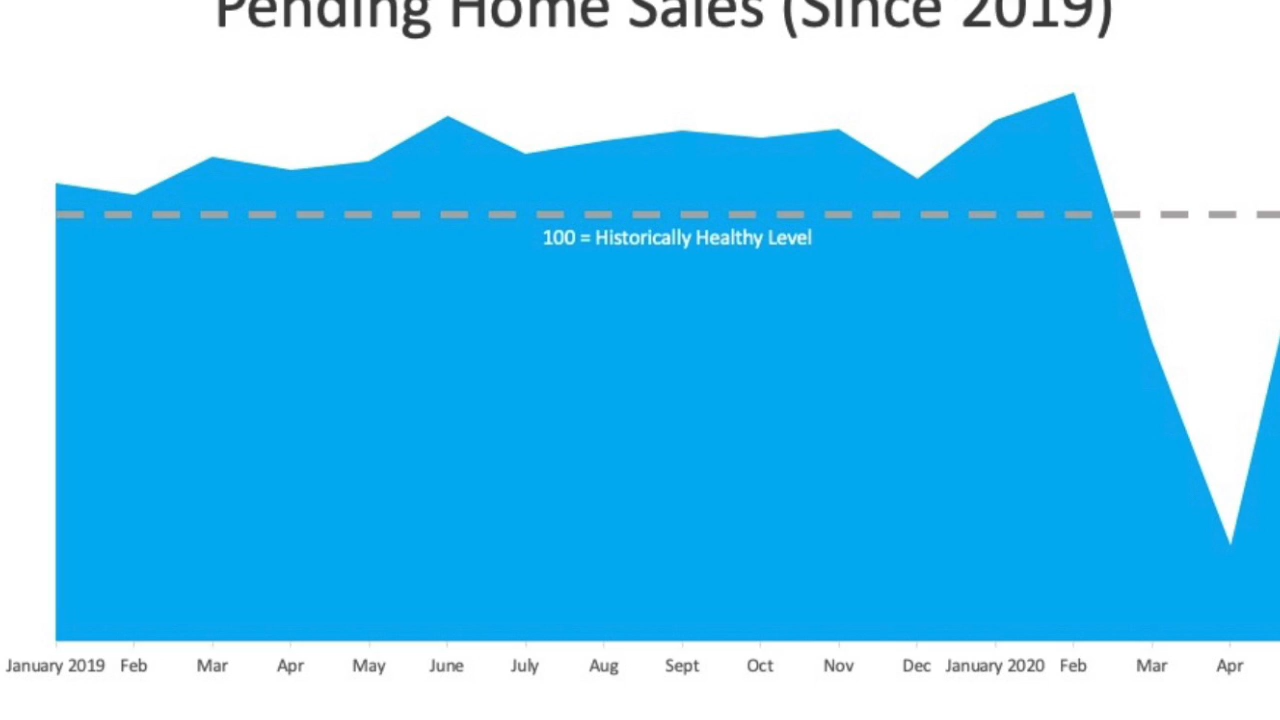 Pending Home Sales (Since 2019)
100 = Historically Healthy Level
January 2019 Feb Mar Apr May June July Aug Sept Oct Nov Dec January 2020 Feb Mar Apr